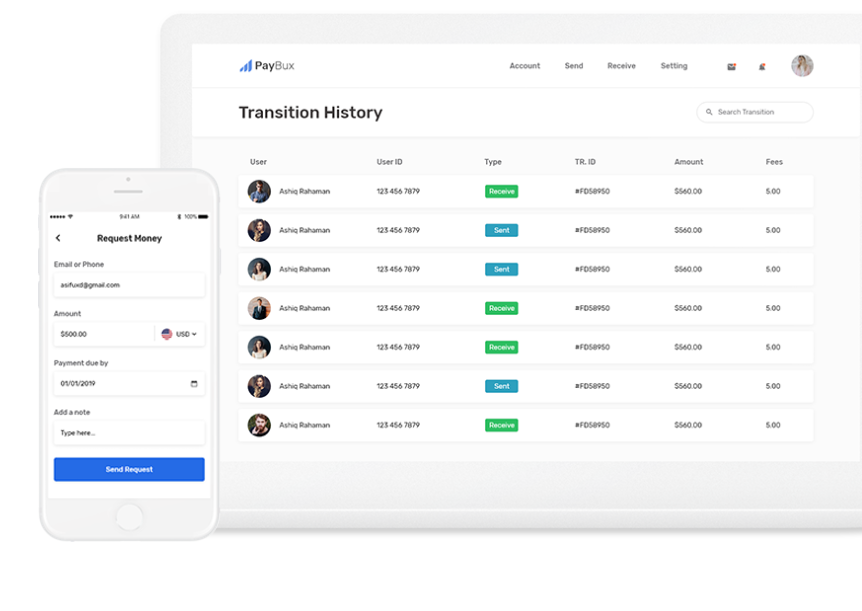 PayBux
Account Send Receive Setting
Transition History
Search Transition
User User ID Type TR. ID Amount Fees
Ashiq Rahaman 123 456 7879 Receive #FD58950 $560.00 5.00
Ashiq Rahaman 123 456 7879 Sent #FD58950 $560.00 5.00
Ashiq Rahaman 123 456 7879 Sent #FD58950 $560.00 5.00
Ashiq Rahaman 123 456 7879 Receive #FD58950 $560.00 5.00
Ashiq Rahaman 123 456 7879 Receive #FD58950 $560.00 5.00
Ashiq Rahaman 123 456 7879 Sent #FD58950 $560.00 5.00
Ashiq Rahaman 123 456 7879 Receive #FD58950 $560.00 5.00
9:41 AM 100%
Request Money
Email or Phone
asifuxd@gmail.com
Amount
$500.00 USD
Payment due by
01/01/2019
Add a note
Type here...
Send Request